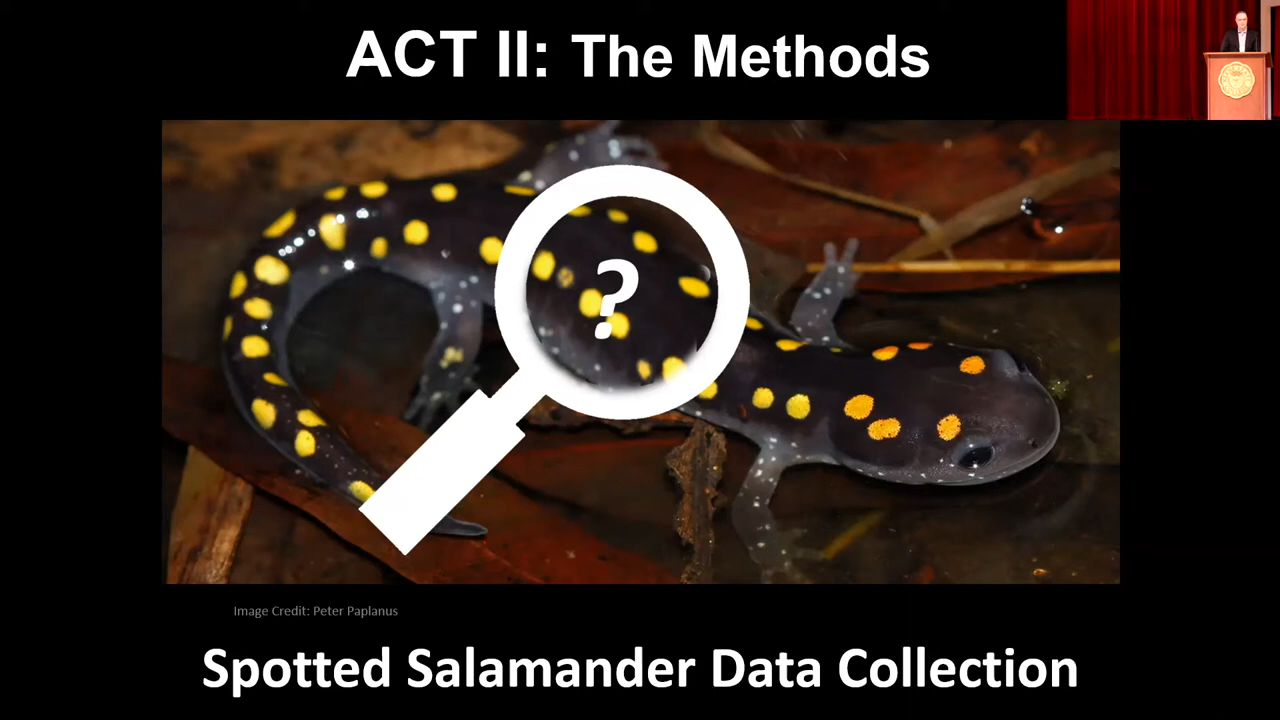 ACT II: The Methods
?
Image Credit: Peter Paplanus
Spotted Salamander Data Collection